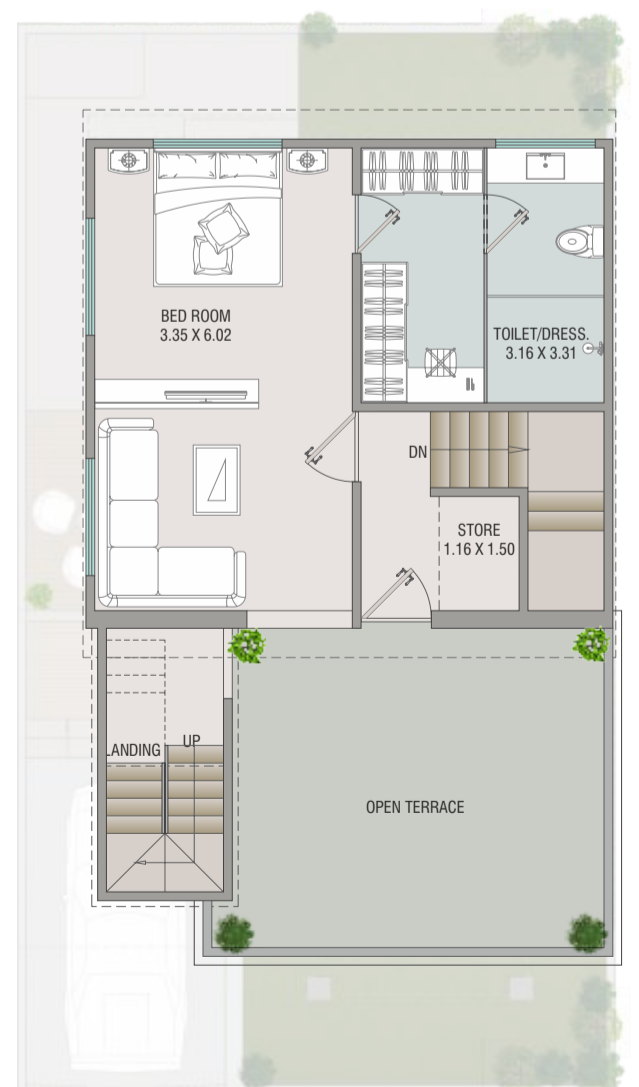 BED ROOM
3.35 X 6.02
TOILET/DRESS.
3.16 X 3.31
DN
STORE
1.16 X 1.50
UP
LANDING
OPEN TERRACE